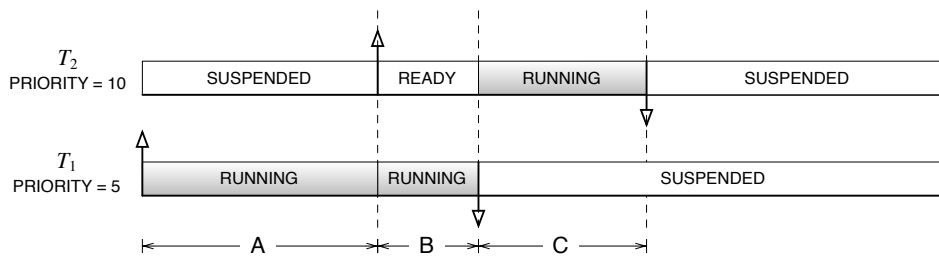 T2
PRIORITY = 10
SUSPENDED READY RUNNING SUSPENDED
T1
PRIORITY = 5
RUNNING RUNNING SUSPENDED
A B C